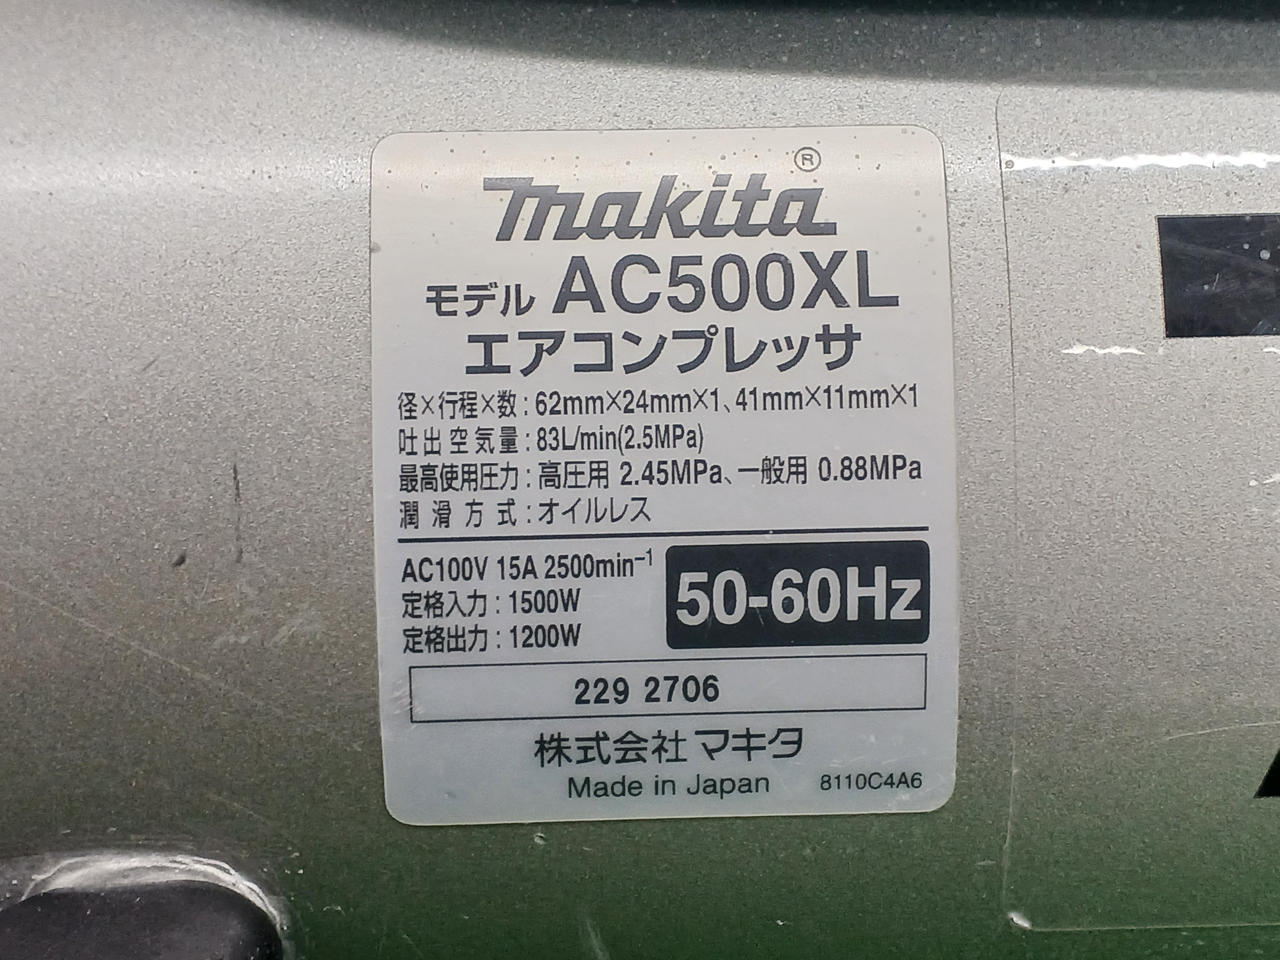 makita®
モデル AC500XL
エアコンプレッサ
径×行程×数:62mm×24mm×1、41mm×11mm×1
吐出空気量:83L/min(2.5MPa)
最高使用圧力:高圧用 2.45MPa、一般用 0.88MPa
潤滑方式:オイルレス
AC100V 15A 2500min⁻¹
定格入力:1500W
定格出力:1200W
50-60Hz
229 2706
株式会社マキタ
Made in Japan
8110C4A6